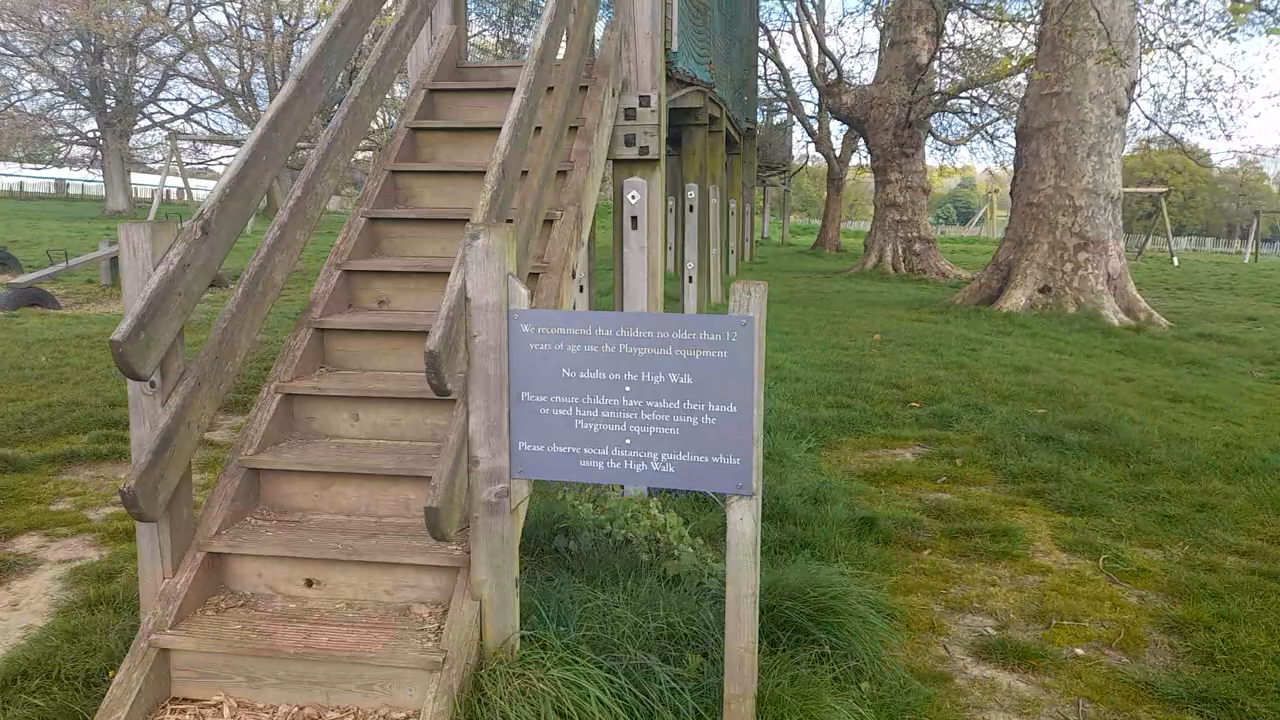 We recommend that children no older than 12
years of age use the Playground equipment
No adults on the High Walk
•
Please ensure children have washed their hands
or used hand sanitiser before using the
Playground equipment
•
Please observe social distancing guidelines whilst
using the High Walk